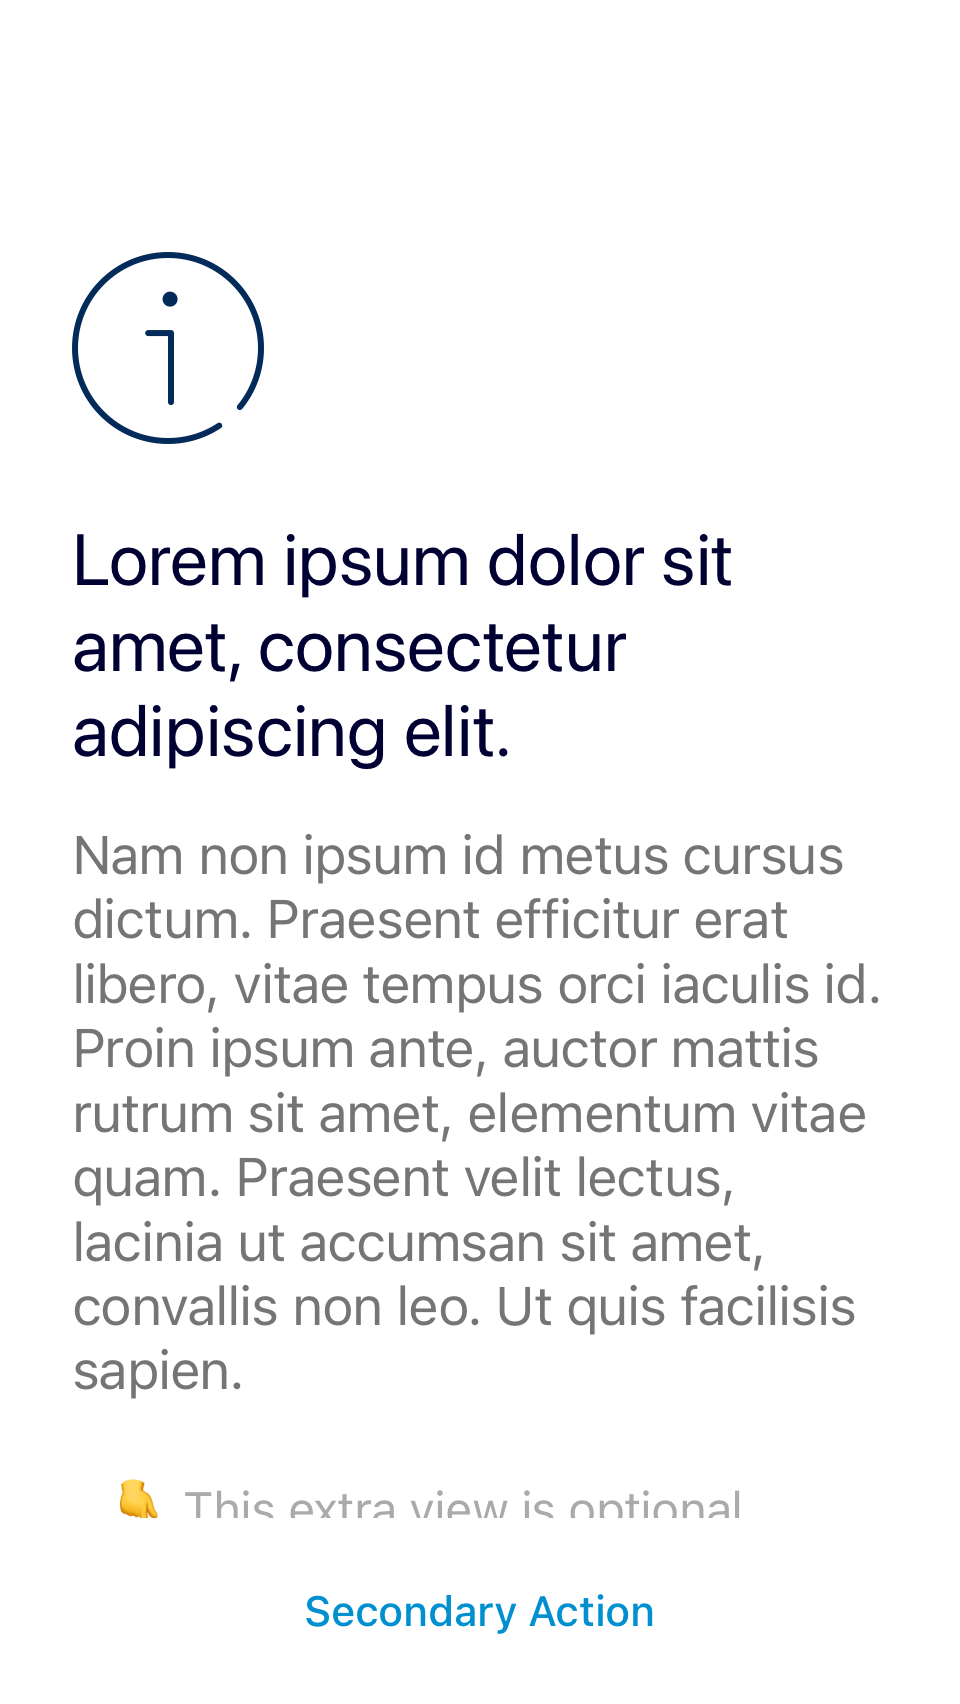 Lorem ipsum dolor sit
amet, consectetur
adipiscing elit.
Nam non ipsum id metus cursus
dictum. Praesent efficitur erat
libero, vitae tempus orci iaculis id.
Proin ipsum ante, auctor mattis
rutrum sit amet, elementum vitae
quam. Praesent velit lectus,
lacinia ut accumsan sit amet,
convallis non leo. Ut quis facilisis
sapien.
👇 This extra view is optional
Secondary Action